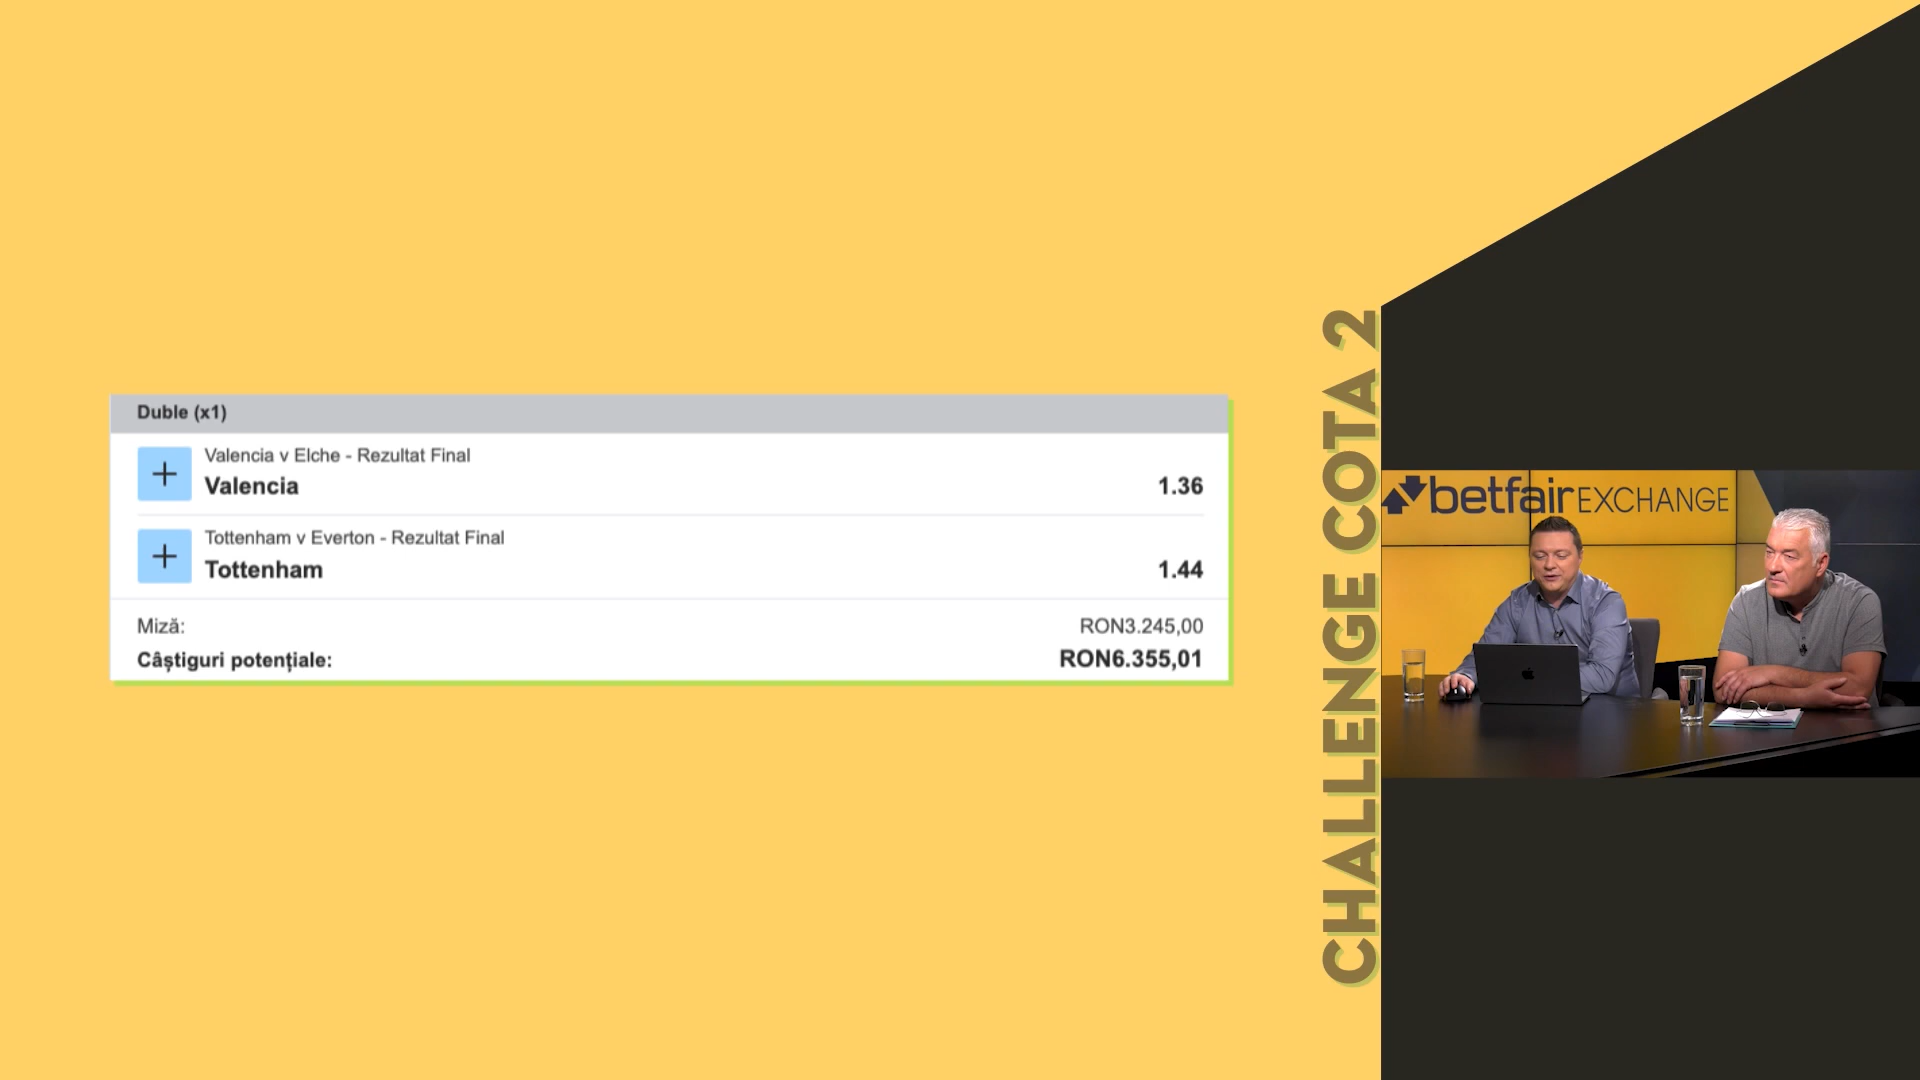 Duble (x1)
Valencia v Elche - Rezultat Final
Valencia
1.36
Tottenham v Everton - Rezultat Final
Tottenham
1.44
Miză:
RON3.245,00
Câștiguri potențiale:
RON6.355,01
CHALLENGE COTA 2
betfair EXCHANGE